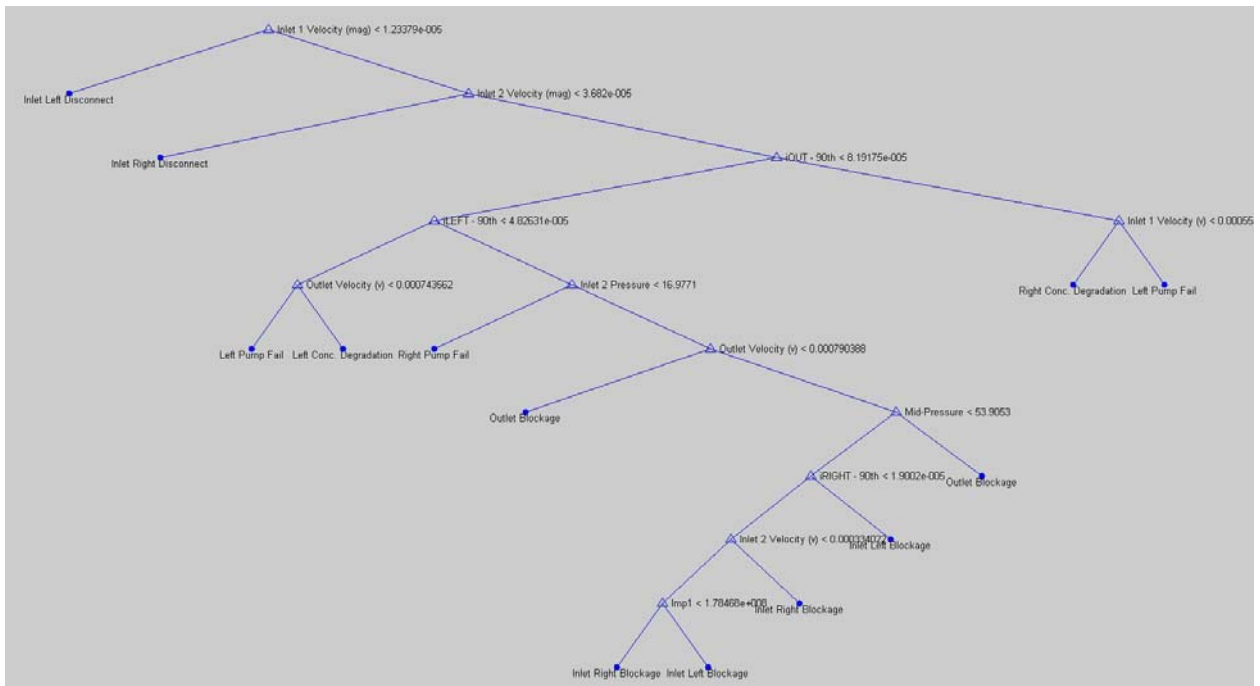 Inlet 1 Velocity (mag) < 1.23379e-005
Inlet Left Disconnect
Inlet 2 Velocity (mag) < 3.682e-005
Inlet Right Disconnect
iOUT - 90th < 8.19175e-005
iLEFT - 90th < 4.82631e-005
Inlet 1 Velocity (v) < 0.00055
Outlet Velocity (v) < 0.000743562
Inlet 2 Pressure < 16.9771
Right Conc. Degradation
Left Pump Fail
Left Pump Fail
Left Conc. Degradation
Right Pump Fail
Outlet Velocity (v) < 0.000790388
Outlet Blockage
Mid-Pressure < 53.9053
iRIGHT - 90th < 1.9002e-005
Outlet Blockage
Inlet 2 Velocity (v) <
Inlet Left Blockage
Imp1 < 1.78468e+008
Inlet Right Blockage
Inlet Right Blockage
Inlet Left Blockage